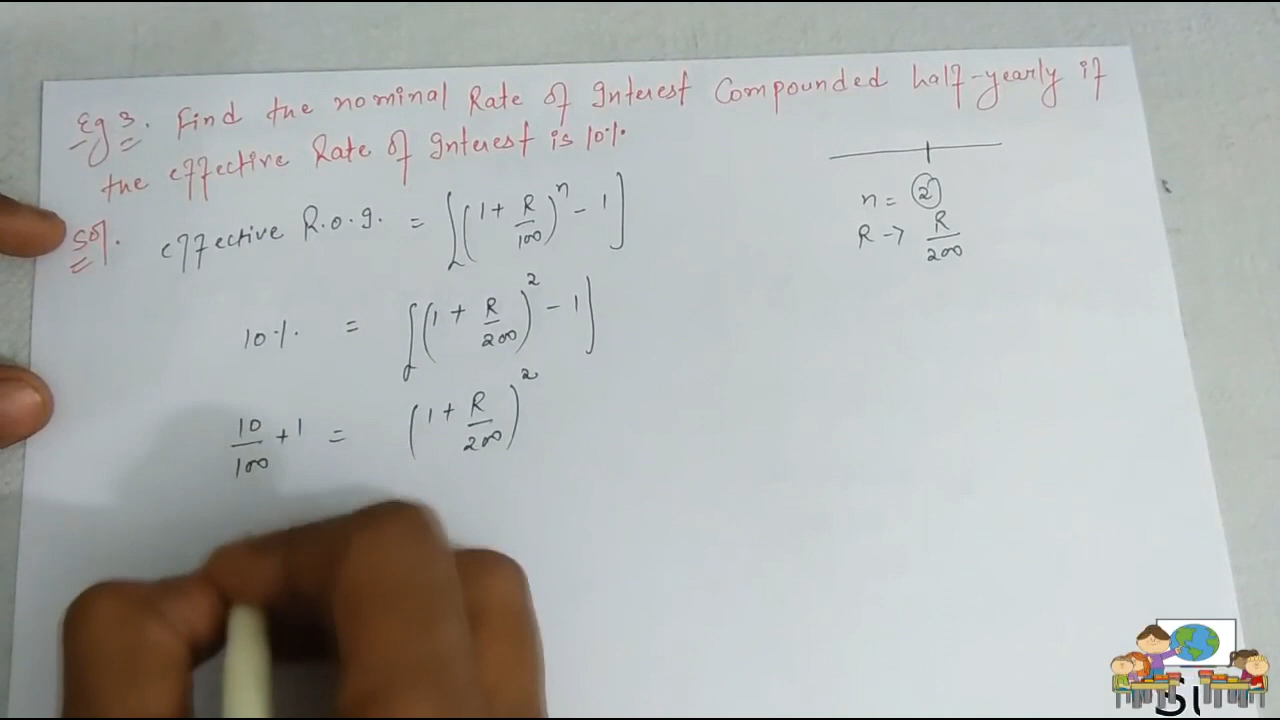 Eg 3. Find the nominal Rate of Interest Compounded half-yearly if
the effective Rate of Interest is 10%.
Sol. effective R.O.I. = [(1 + R/100)^n - 1]
10% = [(1 + R/200)^2 - 1]
10/100 + 1 = (1 + R/200)^2
n = 2
R → R/200